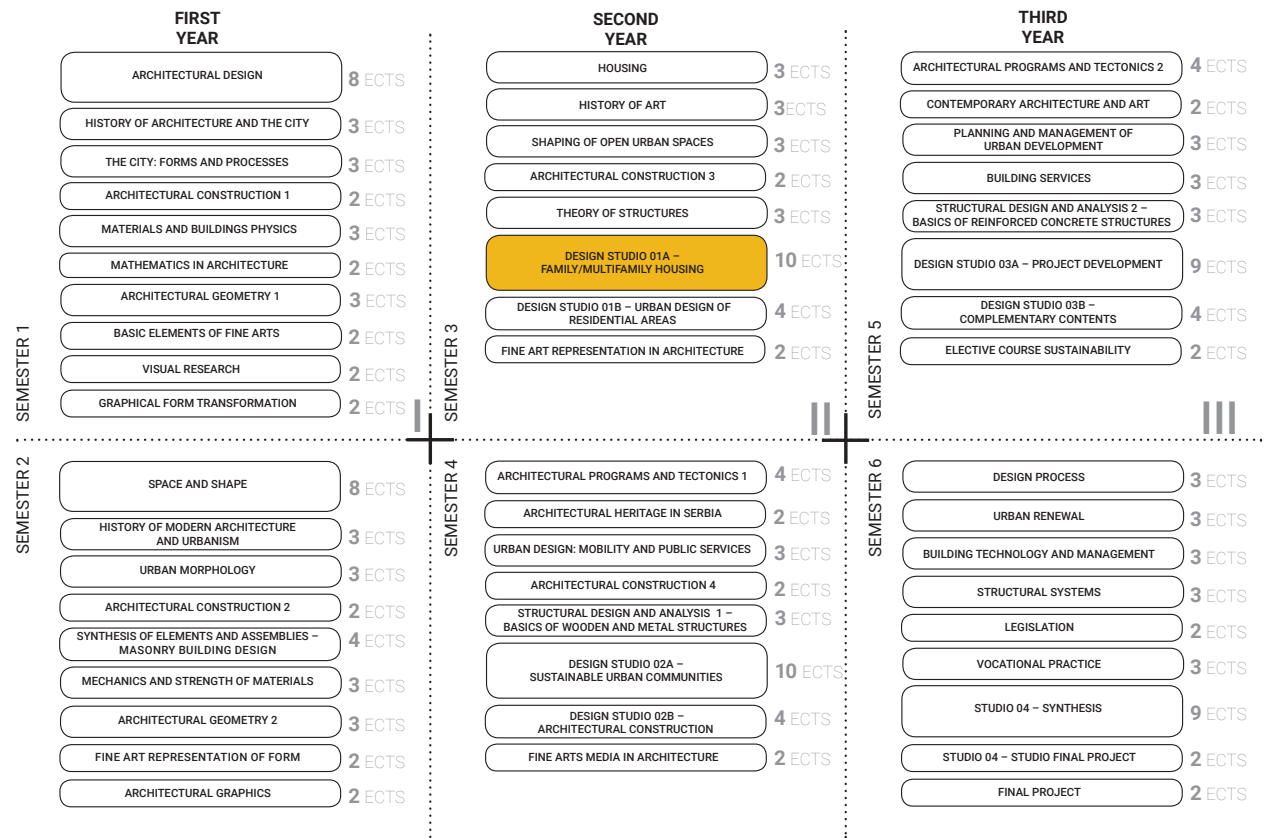 FIRST
YEAR
SEMESTER 1
ARCHITECTURAL DESIGN 8 ECTS
HISTORY OF ARCHITECTURE AND THE CITY 3 ECTS
THE CITY: FORMS AND PROCESSES 3 ECTS
ARCHITECTURAL CONSTRUCTION 1 2 ECTS
MATERIALS AND BUILDINGS PHYSICS 3 ECTS
MATHEMATICS IN ARCHITECTURE 2 ECTS
ARCHITECTURAL GEOMETRY 1 3 ECTS
BASIC ELEMENTS OF FINE ARTS 2 ECTS
VISUAL RESEARCH 2 ECTS
GRAPHICAL FORM TRANSFORMATION 2 ECTS
I
SEMESTER 2
SPACE AND SHAPE 8 ECTS
HISTORY OF MODERN ARCHITECTURE
AND URBANISM 3 ECTS
URBAN MORPHOLOGY 3 ECTS
ARCHITECTURAL CONSTRUCTION 2 2 ECTS
SYNTHESIS OF ELEMENTS AND ASSEMBLIES –
MASONRY BUILDING DESIGN 4 ECTS
MECHANICS AND STRENGTH OF MATERIALS 3 ECTS
ARCHITECTURAL GEOMETRY 2 3 ECTS
FINE ART REPRESENTATION OF FORM 2 ECTS
ARCHITECTURAL GRAPHICS 2 ECTS
SECOND
YEAR
SEMESTER 3
HOUSING 3 ECTS
HISTORY OF ART 3ECTS
SHAPING OF OPEN URBAN SPACES 3 ECTS
ARCHITECTURAL CONSTRUCTION 3 2 ECTS
THEORY OF STRUCTURES 3 ECTS
DESIGN STUDIO 01A –
FAMILY/MULTIFAMILY HOUSING 10 ECTS
DESIGN STUDIO 01B – URBAN DESIGN OF
RESIDENTIAL AREAS 4 ECTS
FINE ART REPRESENTATION IN ARCHITECTURE 2 ECTS
II
SEMESTER 4
ARCHITECTURAL PROGRAMS AND TECTONICS 1 4 ECTS
ARCHITECTURAL HERITAGE IN SERBIA 2 ECTS
URBAN DESIGN: MOBILITY AND PUBLIC SERVICES 3 ECTS
ARCHITECTURAL CONSTRUCTION 4 2 ECTS
STRUCTURAL DESIGN AND ANALYSIS 1 –
BASICS OF WOODEN AND METAL STRUCTURES 3 ECTS
DESIGN STUDIO 02A –
SUSTAINABLE URBAN COMMUNITIES 10 ECTS
DESIGN STUDIO 02B –
ARCHITECTURAL CONSTRUCTION 4 ECTS
FINE ARTS MEDIA IN ARCHITECTURE 2 ECTS
THIRD
YEAR
SEMESTER 5
ARCHITECTURAL PROGRAMS AND TECTONICS 2 4 ECTS
CONTEMPORARY ARCHITECTURE AND ART 2 ECTS
PLANNING AND MANAGEMENT OF
URBAN DEVELOPMENT 3 ECTS
BUILDING SERVICES 3 ECTS
STRUCTURAL DESIGN AND ANALYSIS 2 –
BASICS OF REINFORCED CONCRETE STRUCTURES 3 ECTS
DESIGN STUDIO 03A – PROJECT DEVELOPMENT 9 ECTS
DESIGN STUDIO 03B –
COMPLEMENTARY CONTENTS 4 ECTS
ELECTIVE COURSE SUSTAINABILITY 2 ECTS
III
SEMESTER 6
DESIGN PROCESS 3 ECTS
URBAN RENEWAL 3 ECTS
BUILDING TECHNOLOGY AND MANAGEMENT 3 ECTS
STRUCTURAL SYSTEMS 3 ECTS
LEGISLATION 2 ECTS
VOCATIONAL PRACTICE 3 ECTS
STUDIO 04 – SYNTHESIS 9 ECTS
STUDIO 04 – STUDIO FINAL PROJECT 2 ECTS
FINAL PROJECT 2 ECTS